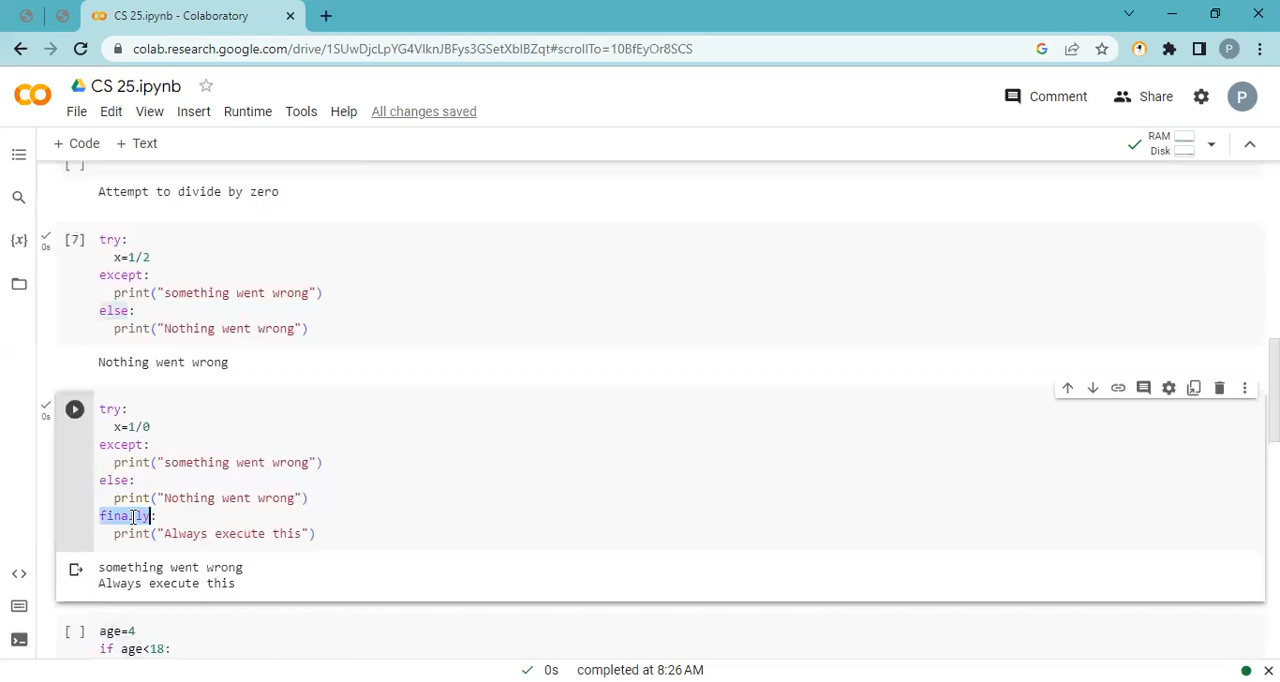 CS 25.ipynb - Colaboratory
colab.research.google.com/drive/1SUwDjcLpYG4VlknJBFys3GSetXblBZqt#scrollTo=10BfEyOr8SCS
P
CO
CS 25.ipynb
Comment
Share
P
File Edit View Insert Runtime Tools Help All changes saved
+ Code + Text
RAM
Disk
[ ]
Attempt to divide by zero
[7] try:
0s
x=1/2
except:
print("something went wrong")
else:
print("Nothing went wrong")
Nothing went wrong
try:
0s
x=1/0
except:
print("something went wrong")
else:
print("Nothing went wrong")
finally:
print("Always execute this")
something went wrong
Always execute this
[ ] age=4
if age<18:
0s completed at 8:26 AM